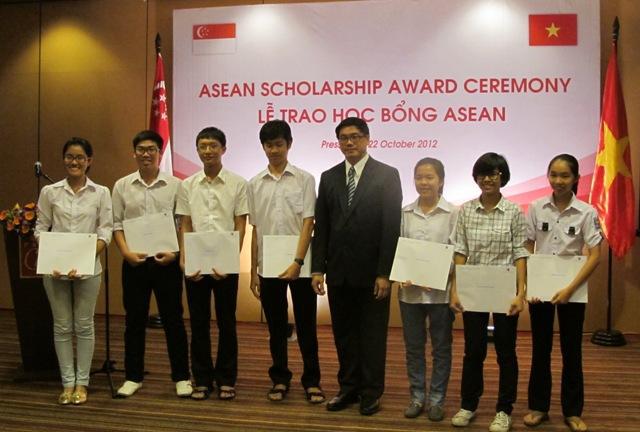 ASEAN SCHOLARSHIP AWARD CEREMONY
LỄ TRAO HỌC BỔNG ASEAN
22 October 2012